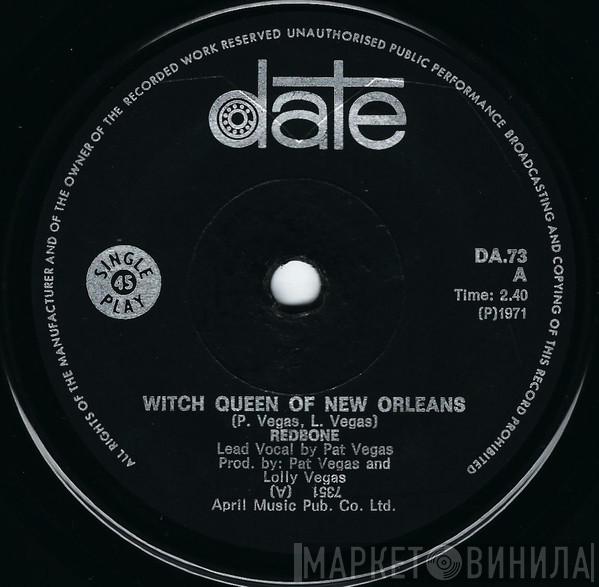 ALL RIGHTS OF THE MANUFACTURER AND OF THE OWNER OF THE RECORDED WORK RESERVED UNAUTHORISED PUBLIC PERFORMANCE BROADCASTING AND COPYING OF THIS RECORD PROHIBITED
date
SINGLE
45
PLAY
DA.73
A
Time: 2.40
(P)1971
WITCH QUEEN OF NEW ORLEANS
(P. Vegas, L. Vegas)
REDBONE
Lead Vocal by Pat Vegas
Prod. by: Pat Vegas and
Lolly Vegas
7351 (A)
April Music Pub. Co. Ltd.
МАРКЕТ ВИНИЛА